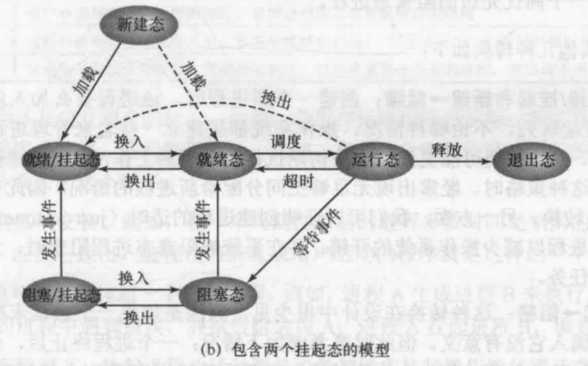 新建态
加载
加载
换出
就绪/挂起态
换入
换出
就绪态
调度
超时
运行态
释放
退出态
发生事件
发生事件
等待事件
阻塞/挂起态
换入
换出
阻塞态
(b) 包含两个挂起态的模型